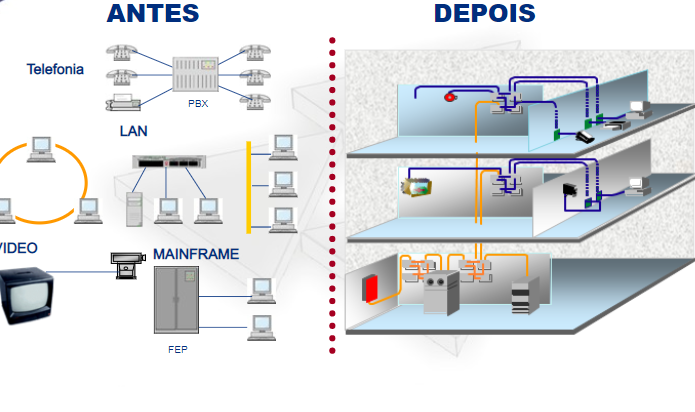 ANTES
DEPOIS
Telefonia
PBX
LAN
VIDEO
MAINFRAME
FEP